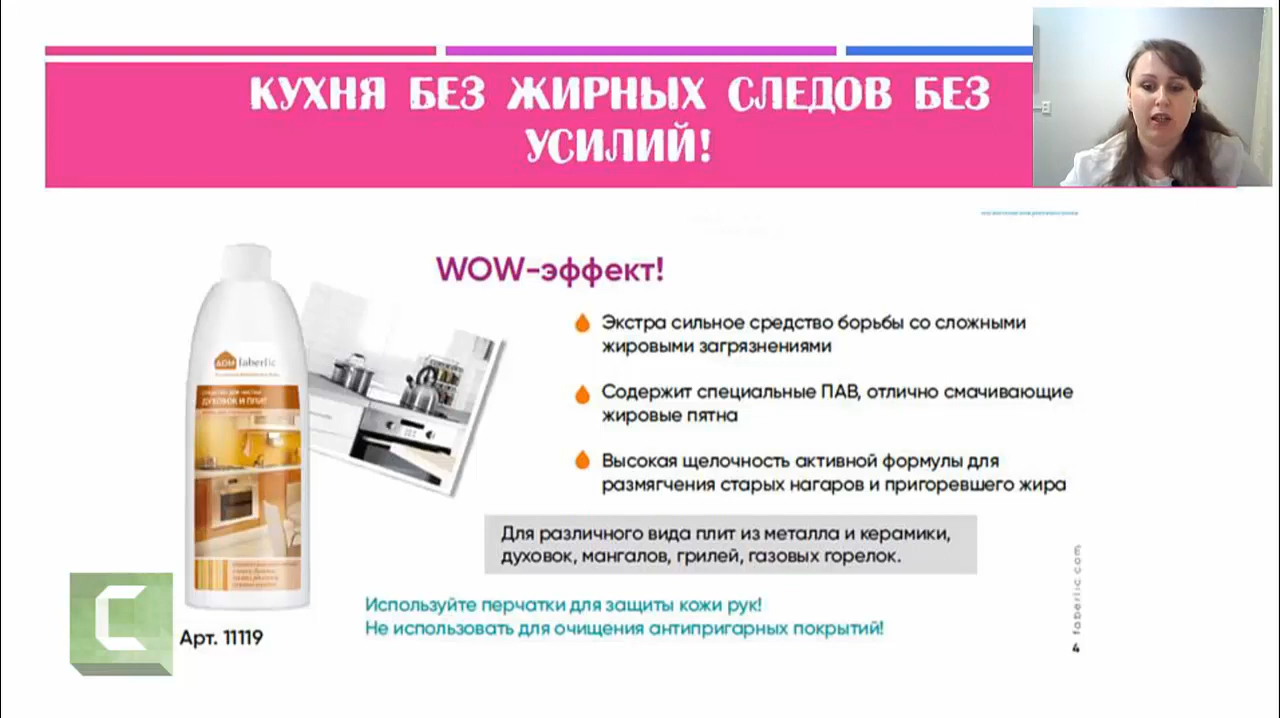 КУХНЯ БЕЗ ЖИРНЫХ СЛЕДОВ БЕЗ
УСИЛИЙ!
WOW-эффект!
Экстра сильное средство борьбы со сложными
жировыми загрязнениями
Содержит специальные ПАВ, отлично смачивающие
жировые пятна
Высокая щелочность активной формулы для
размягчения старых нагаров и пригоревшего жира
Для различного вида плит из металла и керамики,
духовок, мангалов, грилей, газовых горелок.
Используйте перчатки для защиты кожи рук!
Не использовать для очищения антипригарных покрытий!
ДОМ faberlic
ДУХОВОК И ПЛИТ
Арт. 11119
C
faberlic.com
4